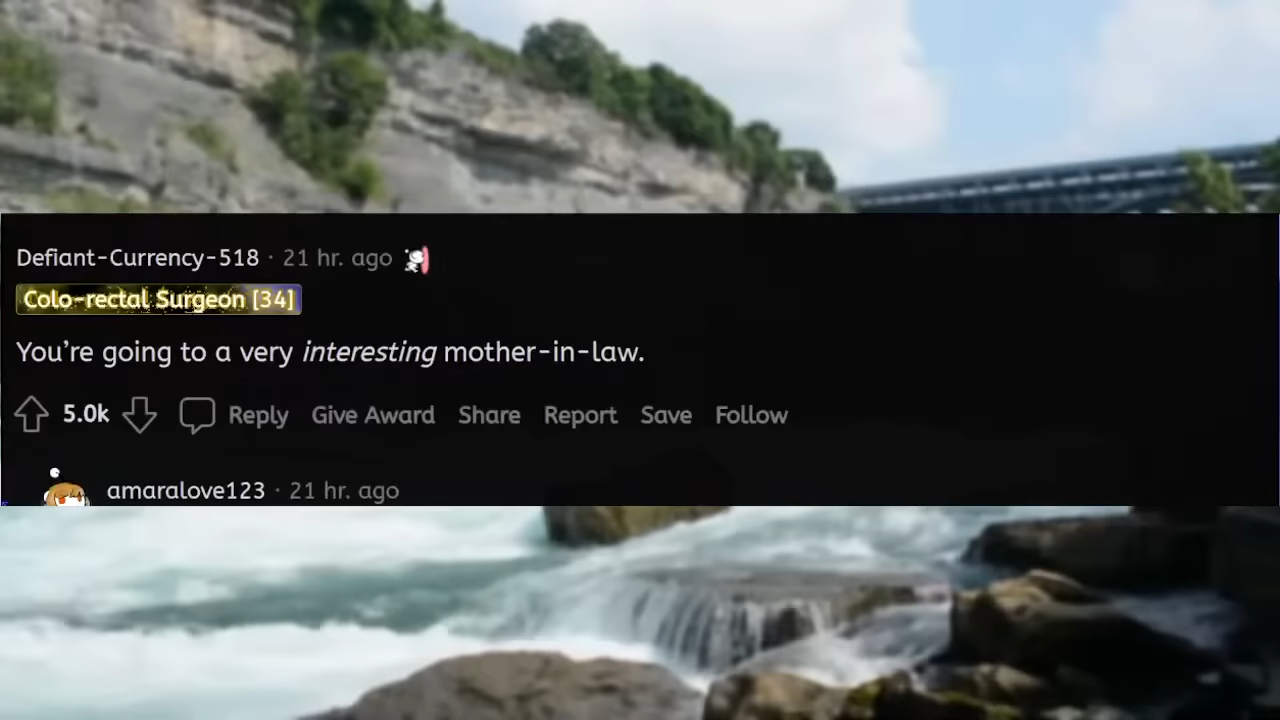 Defiant-Currency-518 · 21 hr. ago
Colo-rectal Surgeon [34]
You're going to a very interesting mother-in-law.
5.0k Reply Give Award Share Report Save Follow
amaralove123 · 21 hr. ago